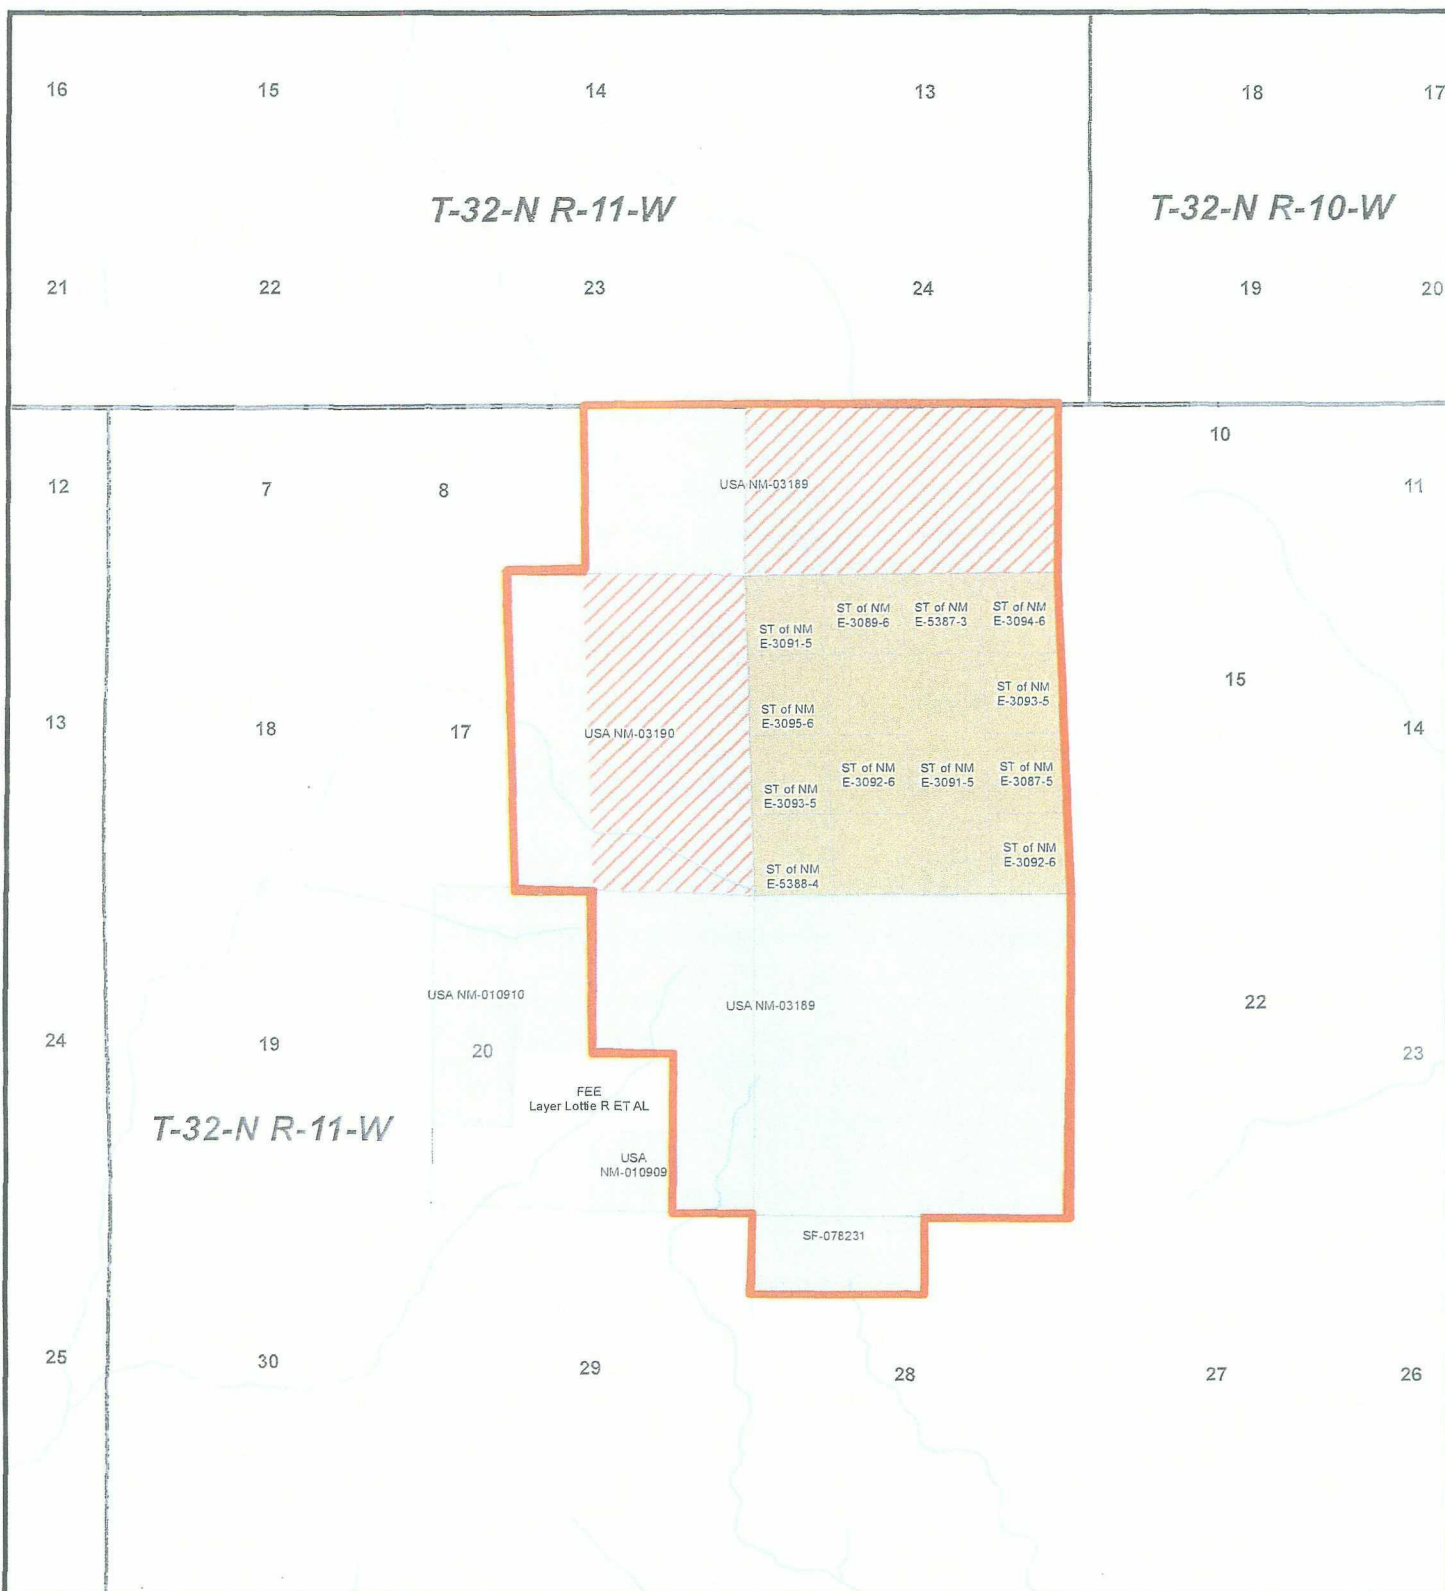 16 15 14 13 18 17
T-32-N R-11-W T-32-N R-10-W
21 22 23 24 19 20
10
12 7 8 USA NM-03189 11
ST of NM
E-3091-5
ST of NM
E-3089-6
ST of NM
E-5387-3
ST of NM
E-3094-6
ST of NM
E-3093-5
15
ST of NM
E-3095-6
13 18 17 USA NM-03190 14
ST of NM
E-3093-5
ST of NM
E-3092-6
ST of NM
E-3091-5
ST of NM
E-3087-5
ST of NM
E-3092-6
ST of NM
E-5388-4
USA NM-010910 USA NM-03189 22
24 19 20 23
FEE
Layer Lottie R ET AL
T-32-N R-11-W
USA
NM-010909
SF-078231
25 30 29 28 27 26